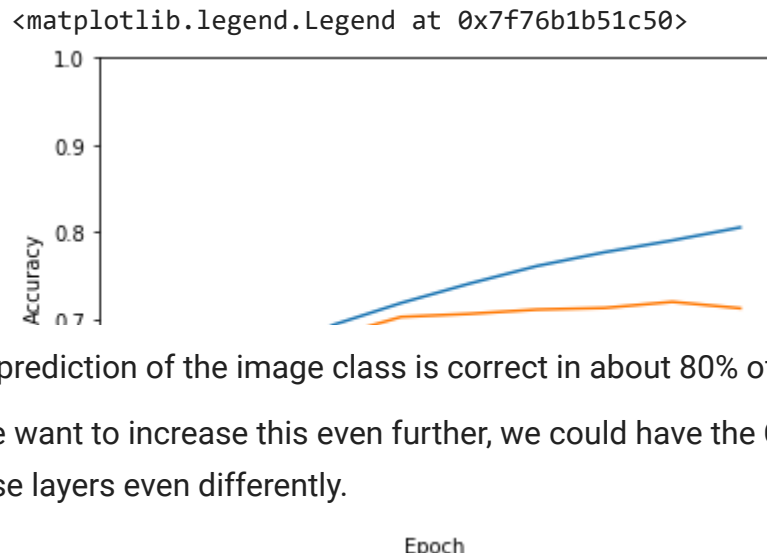 <matplotlib.legend.Legend at 0x7f76b1b51c50>
1.0
0.9
0.8
0.7
Accuracy
prediction of the image class is correct in about 80% o
want to increase this even further, we could have the
layers even differently.
Epoch